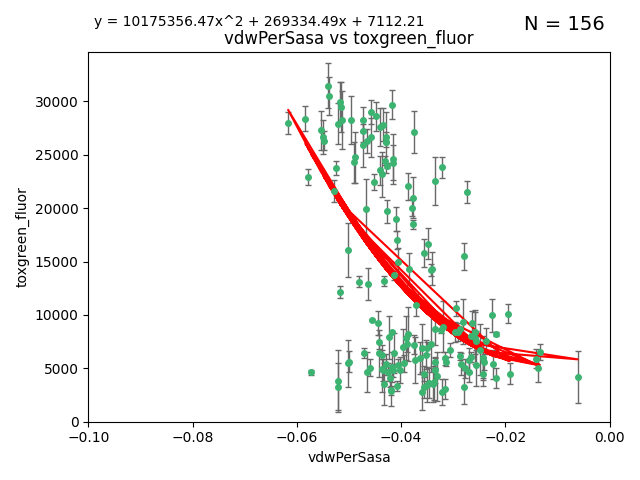 y = 10175356.47x^2 + 269334.49x + 7112.21
N = 156
vdwPerSasa vs toxgreen_fluor
30000
25000
20000
15000
10000
5000
0
toxgreen_fluor
−0.10
−0.08
−0.06
−0.04
−0.02
0.00
vdwPerSasa